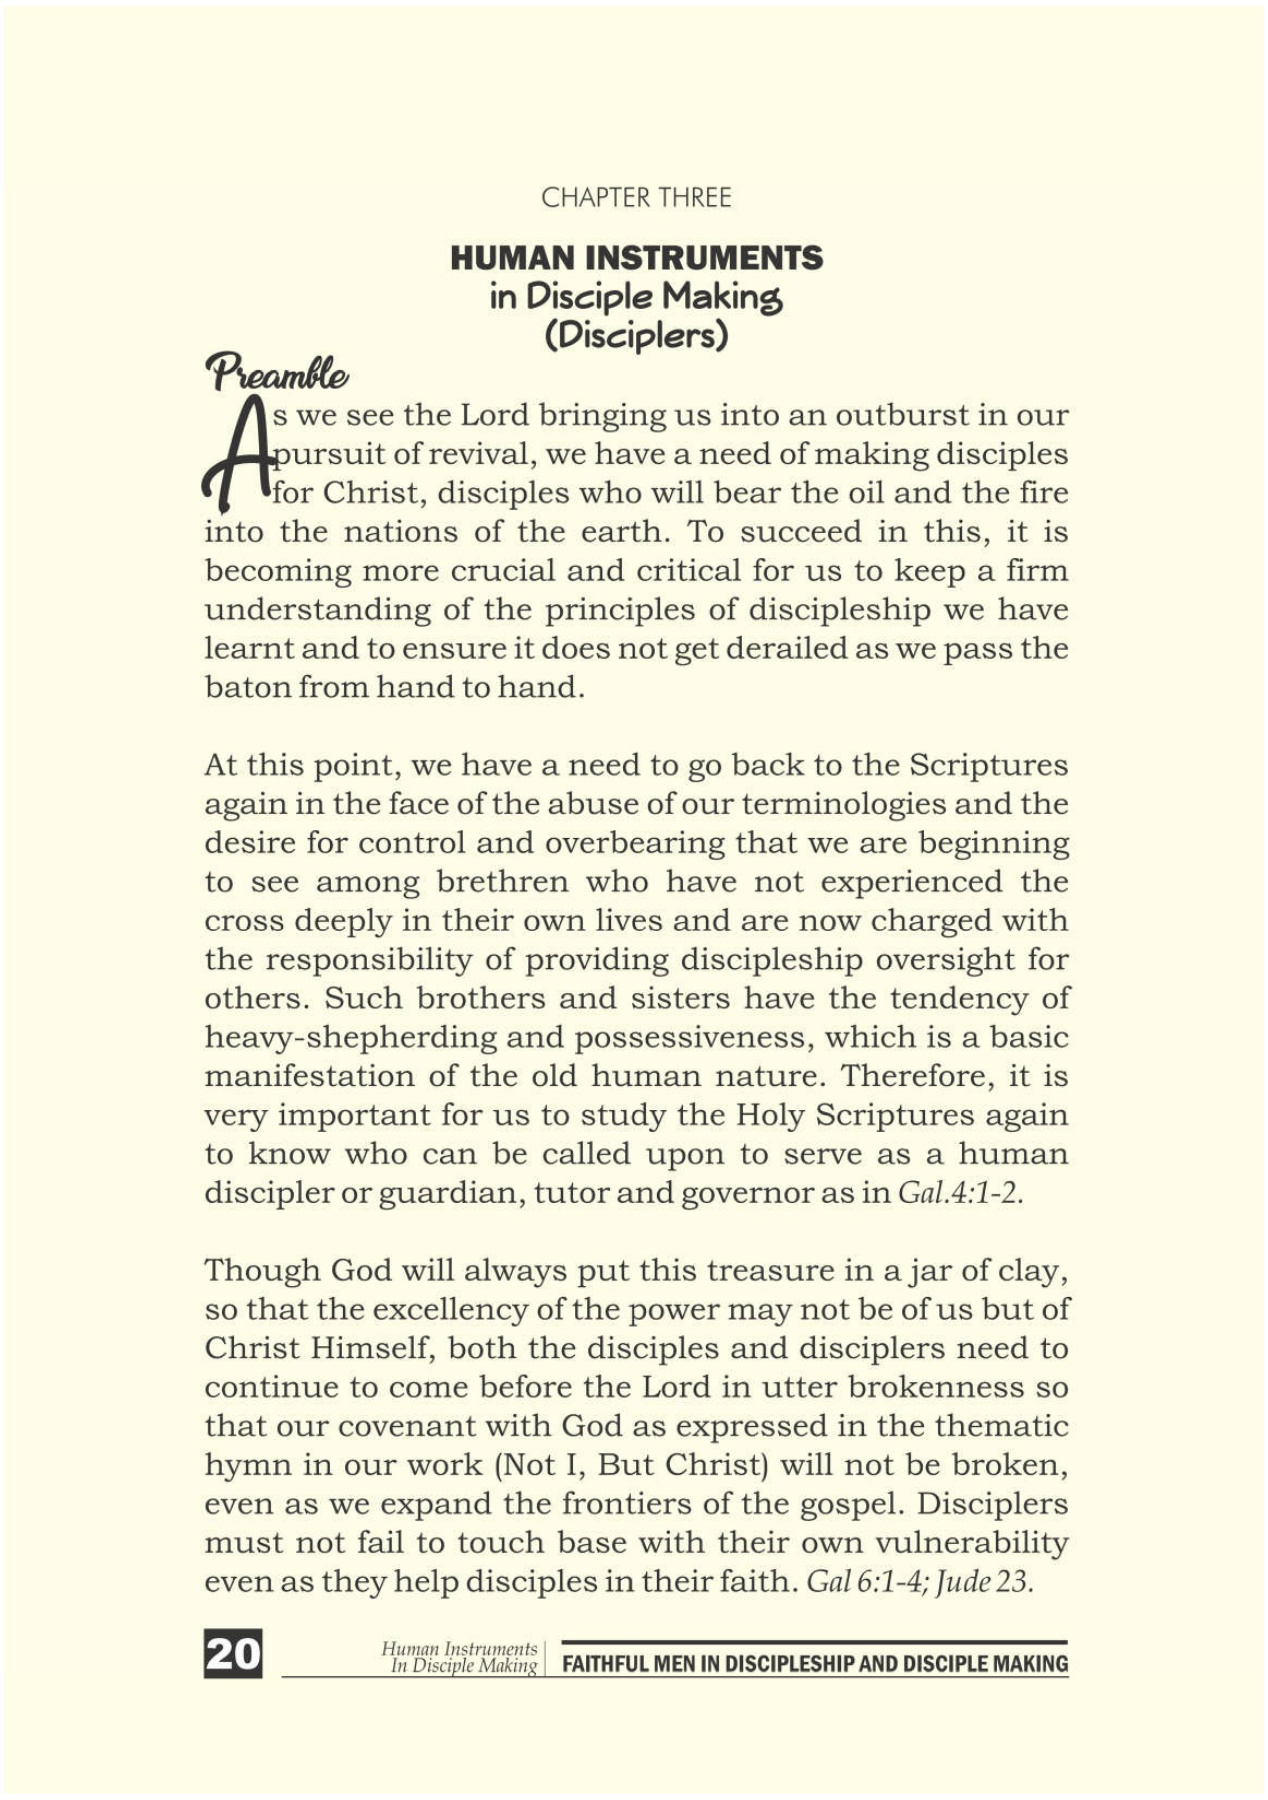 CHAPTER THREE
HUMAN INSTRUMENTS
in Disciple Making
(Disciplers)
Preamble
As we see the Lord bringing us into an outburst in our
pursuit of revival, we have a need of making disciples
for Christ, disciples who will bear the oil and the fire
into the nations of the earth. To succeed in this, it is
becoming more crucial and critical for us to keep a firm
understanding of the principles of discipleship we have
learnt and to ensure it does not get derailed as we pass the
baton from hand to hand.
At this point, we have a need to go back to the Scriptures
again in the face of the abuse of our terminologies and the
desire for control and overbearing that we are beginning
to see among brethren who have not experienced the
cross deeply in their own lives and are now charged with
the responsibility of providing discipleship oversight for
others. Such brothers and sisters have the tendency of
heavy-shepherding and possessiveness, which is a basic
manifestation of the old human nature. Therefore, it is
very important for us to study the Holy Scriptures again
to know who can be called upon to serve as a human
discipler or guardian, tutor and governor as in Gal.4:1-2.
Though God will always put this treasure in a jar of clay,
so that the excellency of the power may not be of us but of
Christ Himself, both the disciples and disciplers need to
continue to come before the Lord in utter brokenness so
that our covenant with God as expressed in the thematic
hymn in our work (Not I, But Christ) will not be broken,
even as we expand the frontiers of the gospel. Disciplers
must not fail to touch base with their own vulnerability
even as they help disciples in their faith. Gal 6:1-4; Jude 23.
20
Human Instruments
In Disciple Making
FAITHFUL MEN IN DISCIPLESHIP AND DISCIPLE MAKING